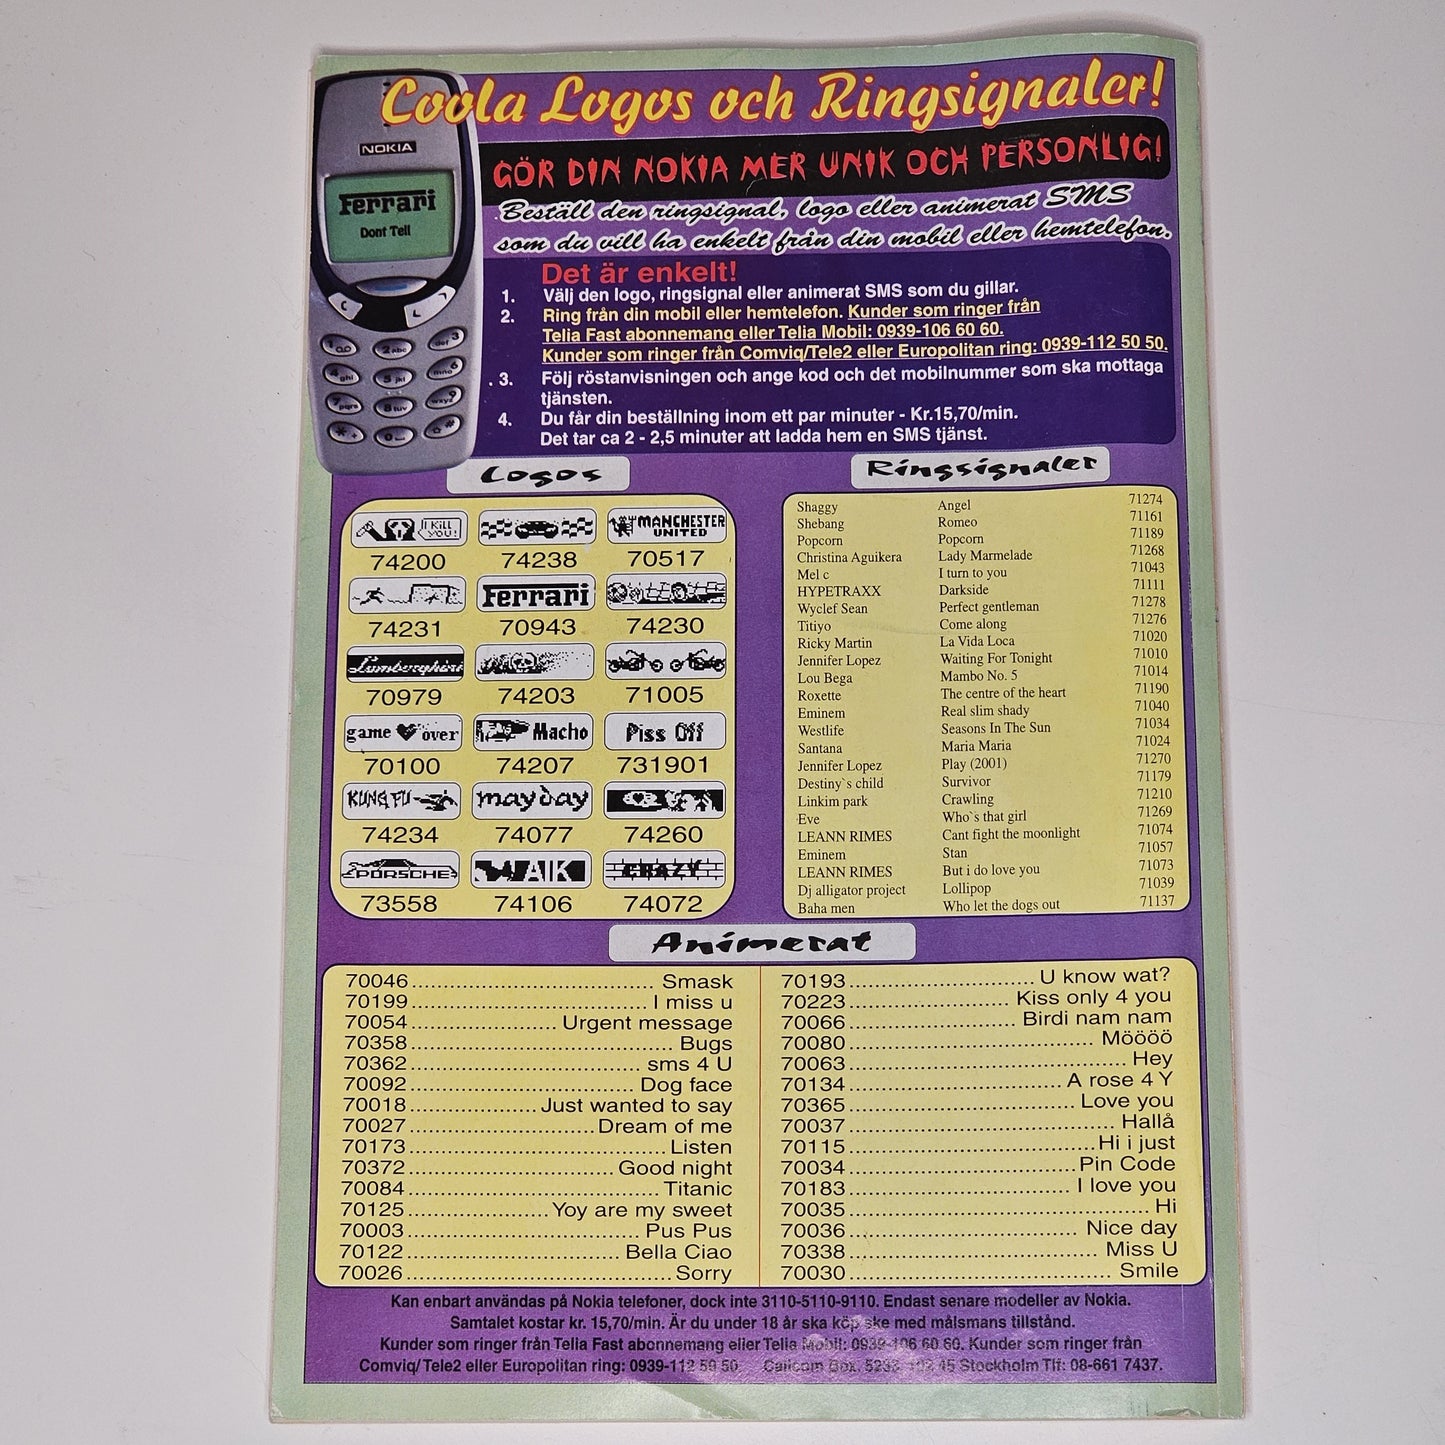 Coola Logos och Ringsignaler!
NOKIA
Ferrari
Dont Tell
GÖR DIN NOKIA MER UNIK OCH PERSONLIG!
Beställ den ringsignal, logo eller animerat SMS
som du vill ha enkelt från din mobil eller hemtelefon.
Det är enkelt!
1. Välj den logo, ringsignal eller animerat SMS som du gillar.
2. Ring från din mobil eller hemtelefon. Kunder som ringer från
Telia Fast abonnemang eller Telia Mobil: 0939-106 60 60.
Kunder som ringer från Comviq/Tele2 eller Europolitan ring: 0939-112 50 50.
3. Följ röstanvisningen och ange kod och det mobilnummer som ska mottaga
tjänsten.
4. Du får din beställning inom ett par minuter - Kr.15,70/min.
Det tar ca 2 - 2,5 minuter att ladda hem en SMS tjänst.
Logos
I Kill YOU! MANCHESTER UNITED
74200 74238 70517
Ferrari
74231 70943 74230
Lamborghini
70979 74203 71005
game over Macho Piss Off
70100 74207 731901
KUNG FU mayday
74234 74077 74260
PORSCHE AIK CRAZY
73558 74106 74072
Ringsignaler
Shaggy Angel 71274
Shebang Romeo 71161
Popcorn Popcorn 71189
Christina Aguikera Lady Marmelade 71268
Mel c I turn to you 71043
HYPETRAXX Darkside 71111
Wyclef Sean Perfect gentleman 71278
Titiyo Come along 71276
Ricky Martin La Vida Loca 71020
Jennifer Lopez Waiting For Tonight 71010
Lou Bega Mambo No. 5 71014
Roxette The centre of the heart 71190
Eminem Real slim shady 71040
Westlife Seasons In The Sun 71034
Santana Maria Maria 71024
Jennifer Lopez Play (2001) 71270
Destiny`s child Survivor 71179
Linkim park Crawling 71210
Eve Who`s that girl 71269
LEANN RIMES Cant fight the moonlight 71074
Eminem Stan 71057
LEANN RIMES But i do love you 71073
Dj alligator project Lollipop 71039
Baha men Who let the dogs out 71137
Animerat
70046 Smask
70199 I miss u
70054 Urgent message
70358 Bugs
70362 sms 4 U
70092 Dog face
70018 Just wanted to say
70027 Dream of me
70173 Listen
70372 Good night
70084 Titanic
70125 Yoy are my sweet
70003 Pus Pus
70122 Bella Ciao
70026 Sorry
70193 U know wat?
70223 Kiss only 4 you
70066 Birdi nam nam
70080 Möööö
70063 Hey
70134 A rose 4 Y
70365 Love you
70037 Hallå
70115 Hi i just
70034 Pin Code
70183 I love you
70035 Hi
70036 Nice day
70338 Miss U
70030 Smile
Kan enbart användas på Nokia telefoner, dock inte 3110-5110-9110. Endast senare modeller av Nokia.
Samtalet kostar kr. 15,70/min. Är du under 18 år ska köp ske med målsmans tillstånd.
Kunder som ringer från Telia Fast abonnemang eller Telia Mobil: 0939-106 60 60. Kunder som ringer från
Comviq/Tele2 eller Europolitan ring: 0939-112 50 50. Callcom Box. 45 Stockholm Tlf: 08-661 7437.